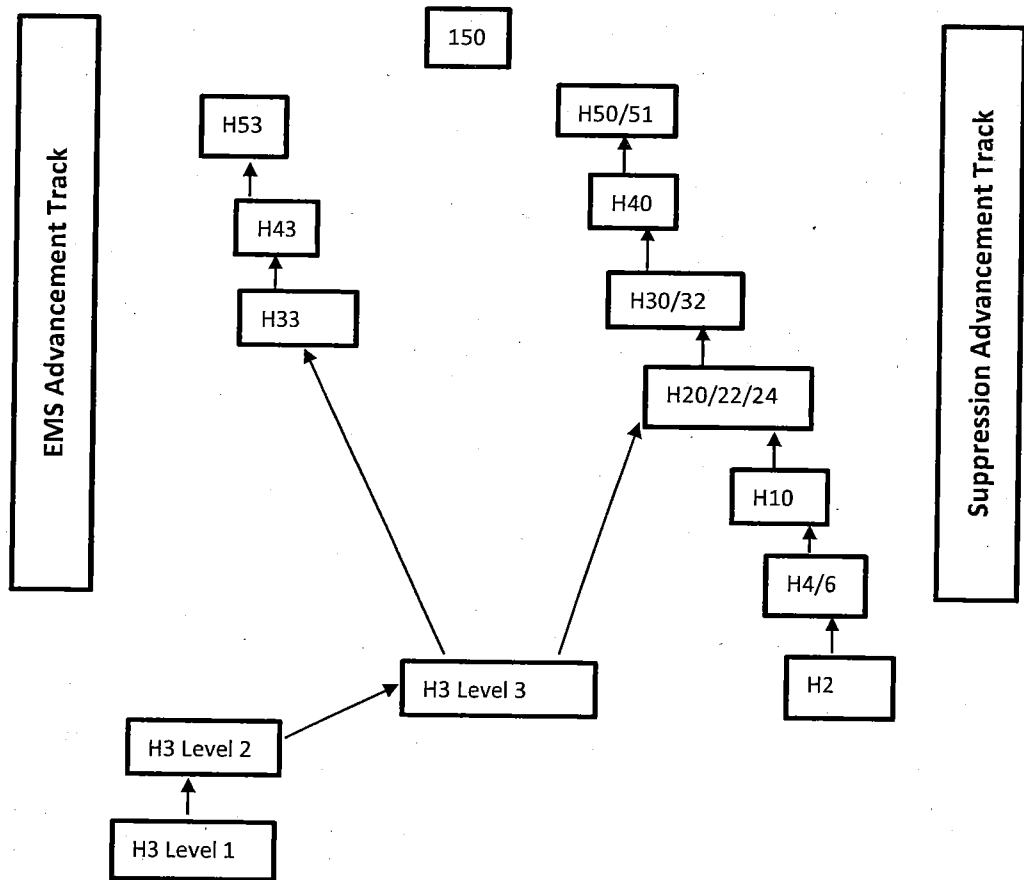 150
H53
H50/51
H43
H40
H33
H30/32
H20/22/24
H10
H4/6
H3 Level 3
H2
H3 Level 2
H3 Level 1
EMS Advancement Track
Suppression Advancement Track